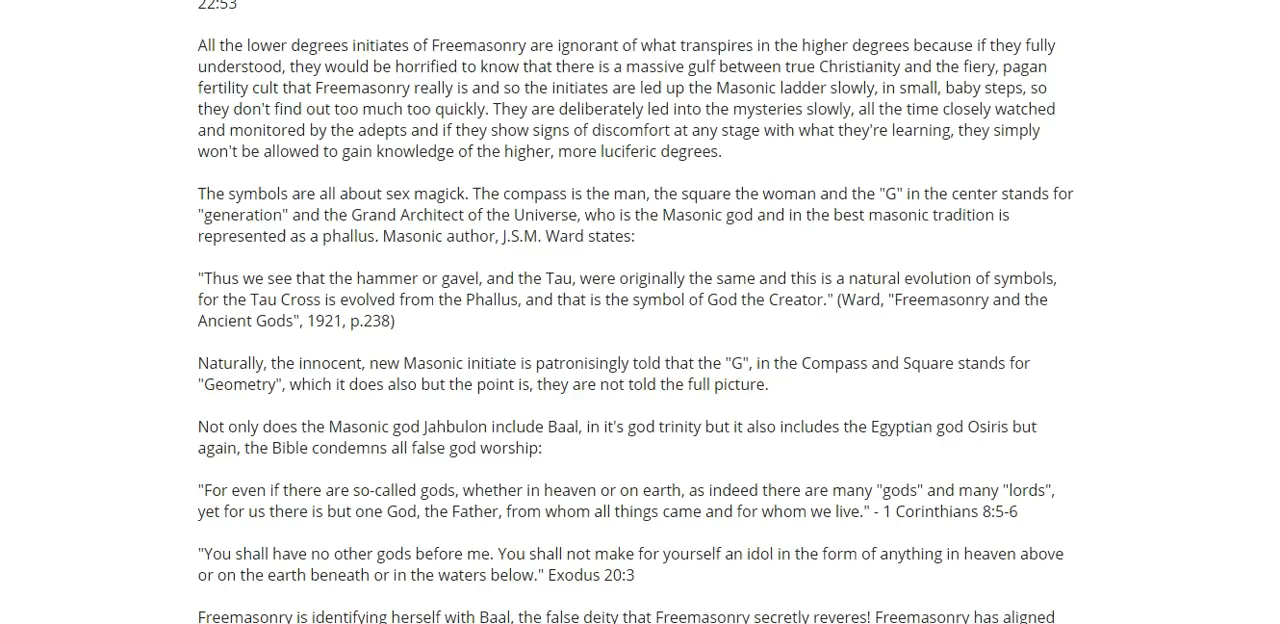 22:53
All the lower degrees initiates of Freemasonry are ignorant of what transpires in the higher degrees because if they fully
understood, they would be horrified to know that there is a massive gulf between true Christianity and the fiery, pagan
fertility cult that Freemasonry really is and so the initiates are led up the Masonic ladder slowly, in small, baby steps, so
they don't find out too much too quickly. They are deliberately led into the mysteries slowly, all the time closely watched
and monitored by the adepts and if they show signs of discomfort at any stage with what they're learning, they simply
won't be allowed to gain knowledge of the higher, more luciferic degrees.
The symbols are all about sex magick. The compass is the man, the square the woman and the "G" in the center stands for
"generation" and the Grand Architect of the Universe, who is the Masonic god and in the best masonic tradition is
represented as a phallus. Masonic author, J.S.M. Ward states:
"Thus we see that the hammer or gavel, and the Tau, were originally the same and this is a natural evolution of symbols,
for the Tau Cross is evolved from the Phallus, and that is the symbol of God the Creator." (Ward, "Freemasonry and the
Ancient Gods", 1921, p.238)
Naturally, the innocent, new Masonic initiate is patronisingly told that the "G", in the Compass and Square stands for
"Geometry", which it does also but the point is, they are not told the full picture.
Not only does the Masonic god Jahbulon include Baal, in it's god trinity but it also includes the Egyptian god Osiris but
again, the Bible condemns all false god worship:
"For even if there are so-called gods, whether in heaven or on earth, as indeed there are many "gods" and many "lords",
yet for us there is but one God, the Father, from whom all things came and for whom we live." - 1 Corinthians 8:5-6
"You shall have no other gods before me. You shall not make for yourself an idol in the form of anything in heaven above
or on the earth beneath or in the waters below." Exodus 20:3
Freemasonry is identifying herself with Baal, the false deity that Freemasonry secretly reveres! Freemasonry has aligned